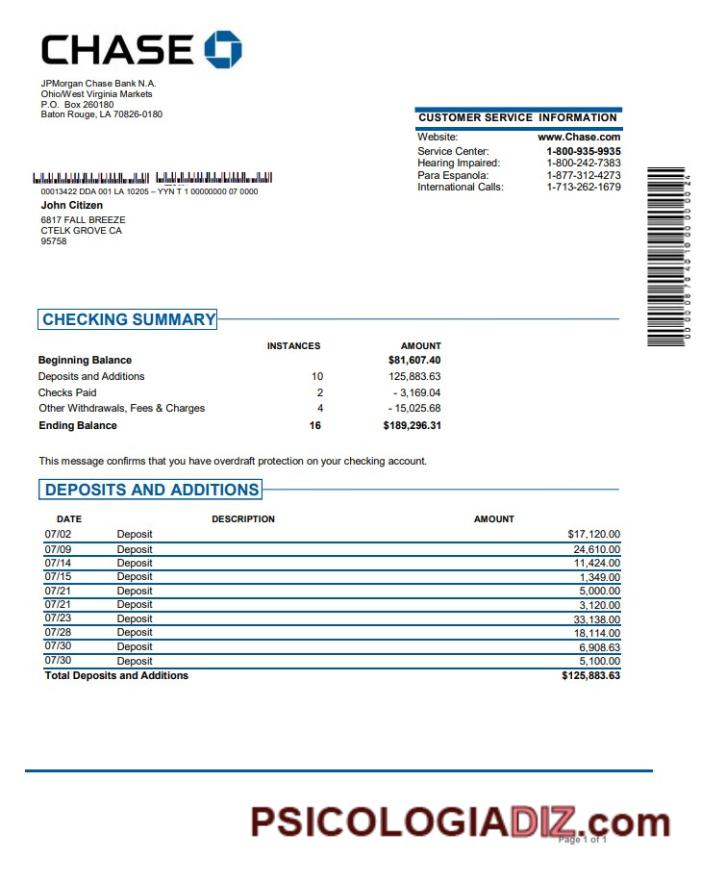 CHASE
JPMorgan Chase Bank N.A.
Ohio/West Virginia Markets
P.O. Box 260180
Baton Rouge, LA 70826-0180
CUSTOMER SERVICE INFORMATION
Website: www.Chase.com
Service Center: 1-800-935-9935
Hearing Impaired: 1-800-242-7383
Para Espanola: 1-877-312-4273
International Calls: 1-713-262-1679
00013422 DDA 001 LA 10205 – YYN T 1 00000000 07 0000
John Citizen
6817 FALL BREEZE
CTELK GROVE CA
95758
CHECKING SUMMARY
INSTANCES AMOUNT
Beginning Balance $81,607.40
Deposits and Additions 10 125,883.63
Checks Paid 2 - 3,169.04
Other Withdrawals, Fees & Charges 4 - 15,025.68
Ending Balance 16 $189,296.31
This message confirms that you have overdraft protection on your checking account.
DEPOSITS AND ADDITIONS
DATE DESCRIPTION AMOUNT
07/02 Deposit $17,120.00
07/09 Deposit 24,610.00
07/14 Deposit 11,424.00
07/15 Deposit 1,349.00
07/21 Deposit 5,000.00
07/21 Deposit 3,120.00
07/23 Deposit 33,138.00
07/28 Deposit 18,114.00
07/30 Deposit 6,908.63
07/30 Deposit 5,100.00
Total Deposits and Additions $125,883.63
PSICOLOGIADIZ.com
Page 1 of 1